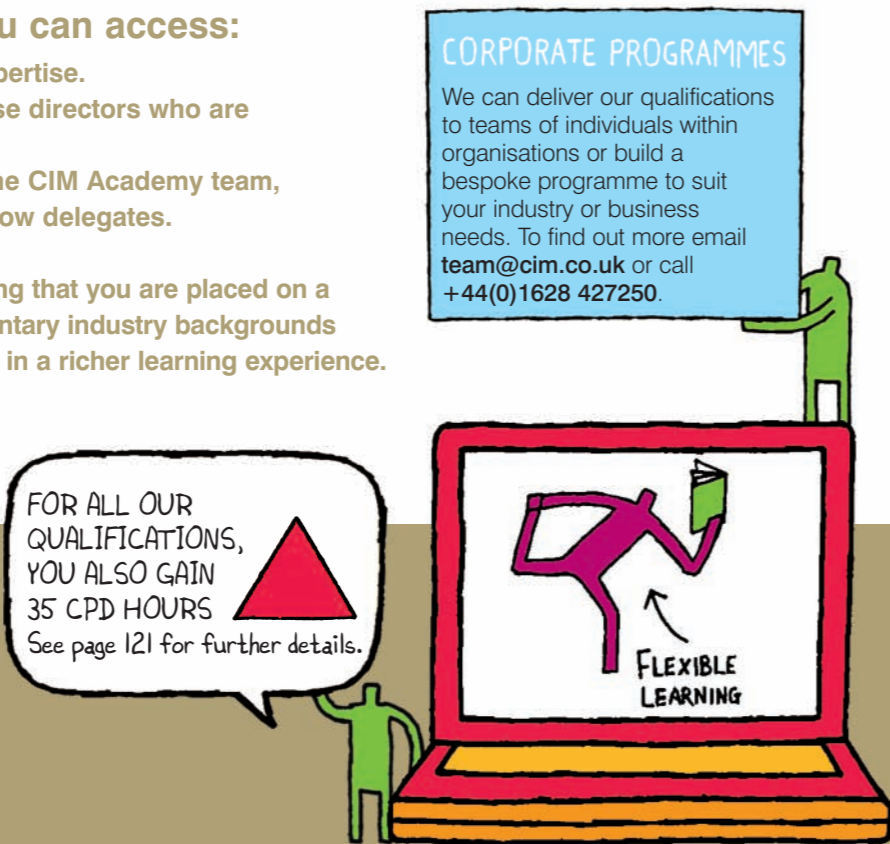 u can access:
pertise.
se directors who are
ne CIM Academy team,
ow delegates.
ng that you are placed on a
entary industry backgrounds
in a richer learning experience.
CORPORATE PROGRAMMES
We can deliver our qualifications
to teams of individuals within
organisations or build a
bespoke programme to suit
your industry or business
needs. To find out more email
team@cim.co.uk or call
+44(0)1628 427250.
FOR ALL OUR
QUALIFICATIONS,
YOU ALSO GAIN
35 CPD HOURS
See page 121 for further details.
FLEXIBLE
LEARNING